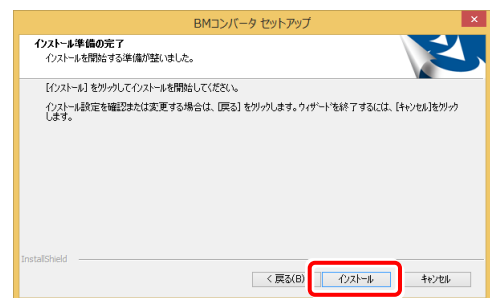 BMコンバータ セットアップ
インストール準備の完了
インストールを開始する準備が整いました。
[インストール] をクリックしてインストールを開始してください。
インストール設定を確認または変更する場合は、[戻る] をクリックします。ウィザードを終了するには、[キャンセル]をクリック
します。
InstallShield
< 戻る(B)
インストール
キャンセル